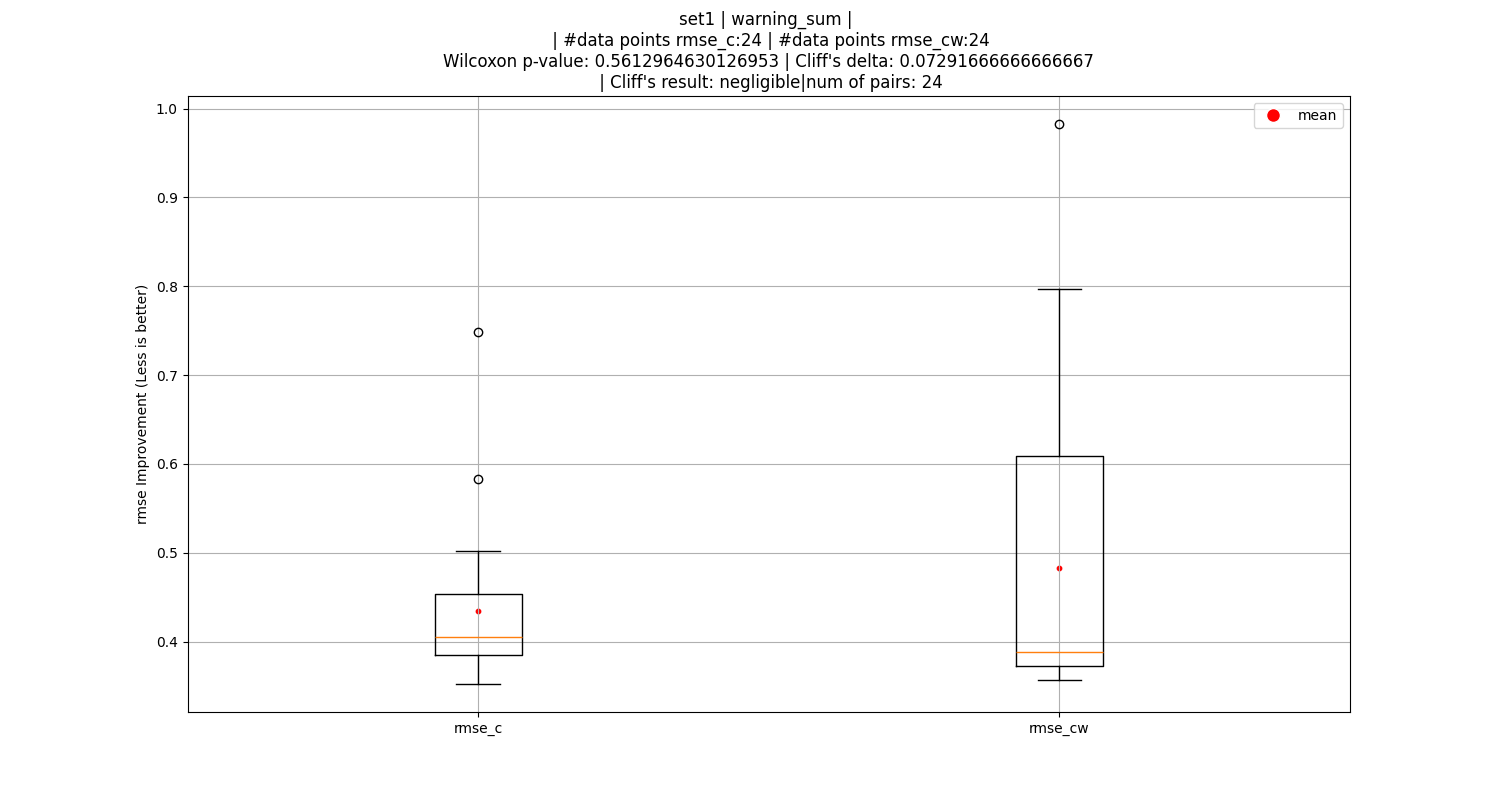 set1 | warning_sum |
| #data points rmse_c:24 | #data points rmse_cw:24
Wilcoxon p-value: 0.5612964630126953 | Cliff's delta: 0.07291666666666667
| Cliff's result: negligible|num of pairs: 24
mean
rmse Improvement (Less is better)
1.0
0.9
0.8
0.7
0.6
0.5
0.4
rmse_c
rmse_cw